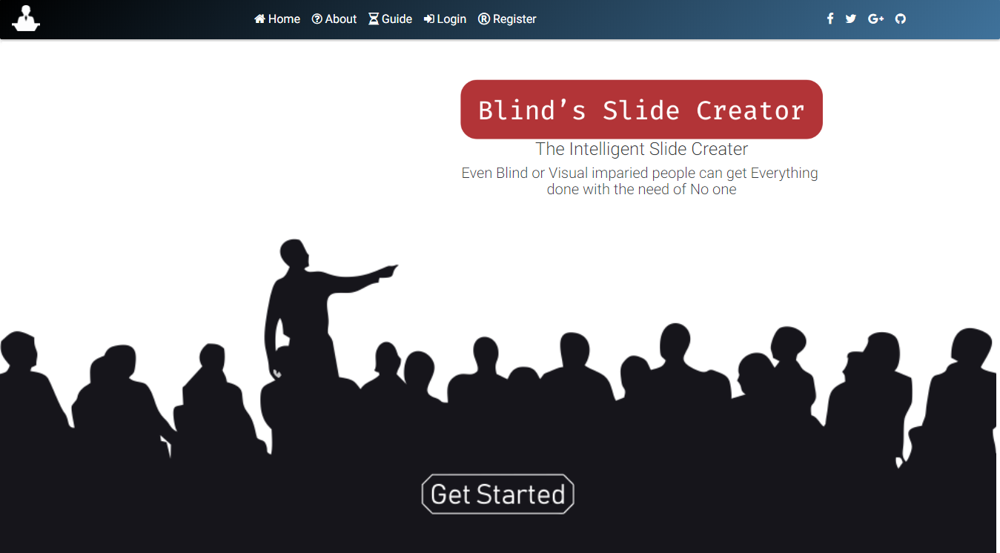 Home About Guide Login Register
Blind's Slide Creator
The Intelligent Slide Creater
Even Blind or Visual imparied people can get Everything
done with the need of No one
Get Started